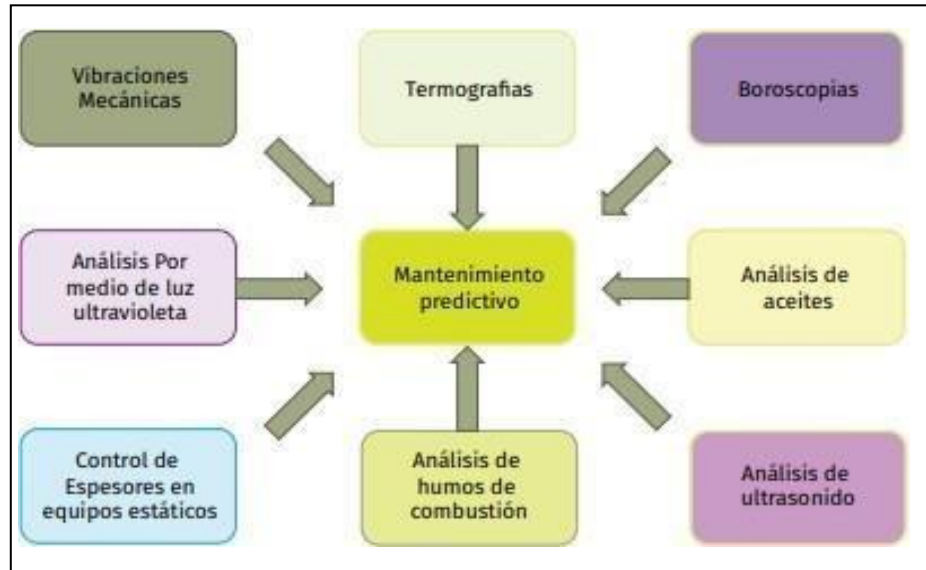 Vibraciones
Mecánicas
Termografias
Boroscopias
Análisis Por
medio de luz
ultravioleta
Mantenimiento
predictivo
Análisis de
aceites
Control de
Espesores en
equipos estáticos
Análisis de
humos de
combustión
Análisis de
ultrasonido